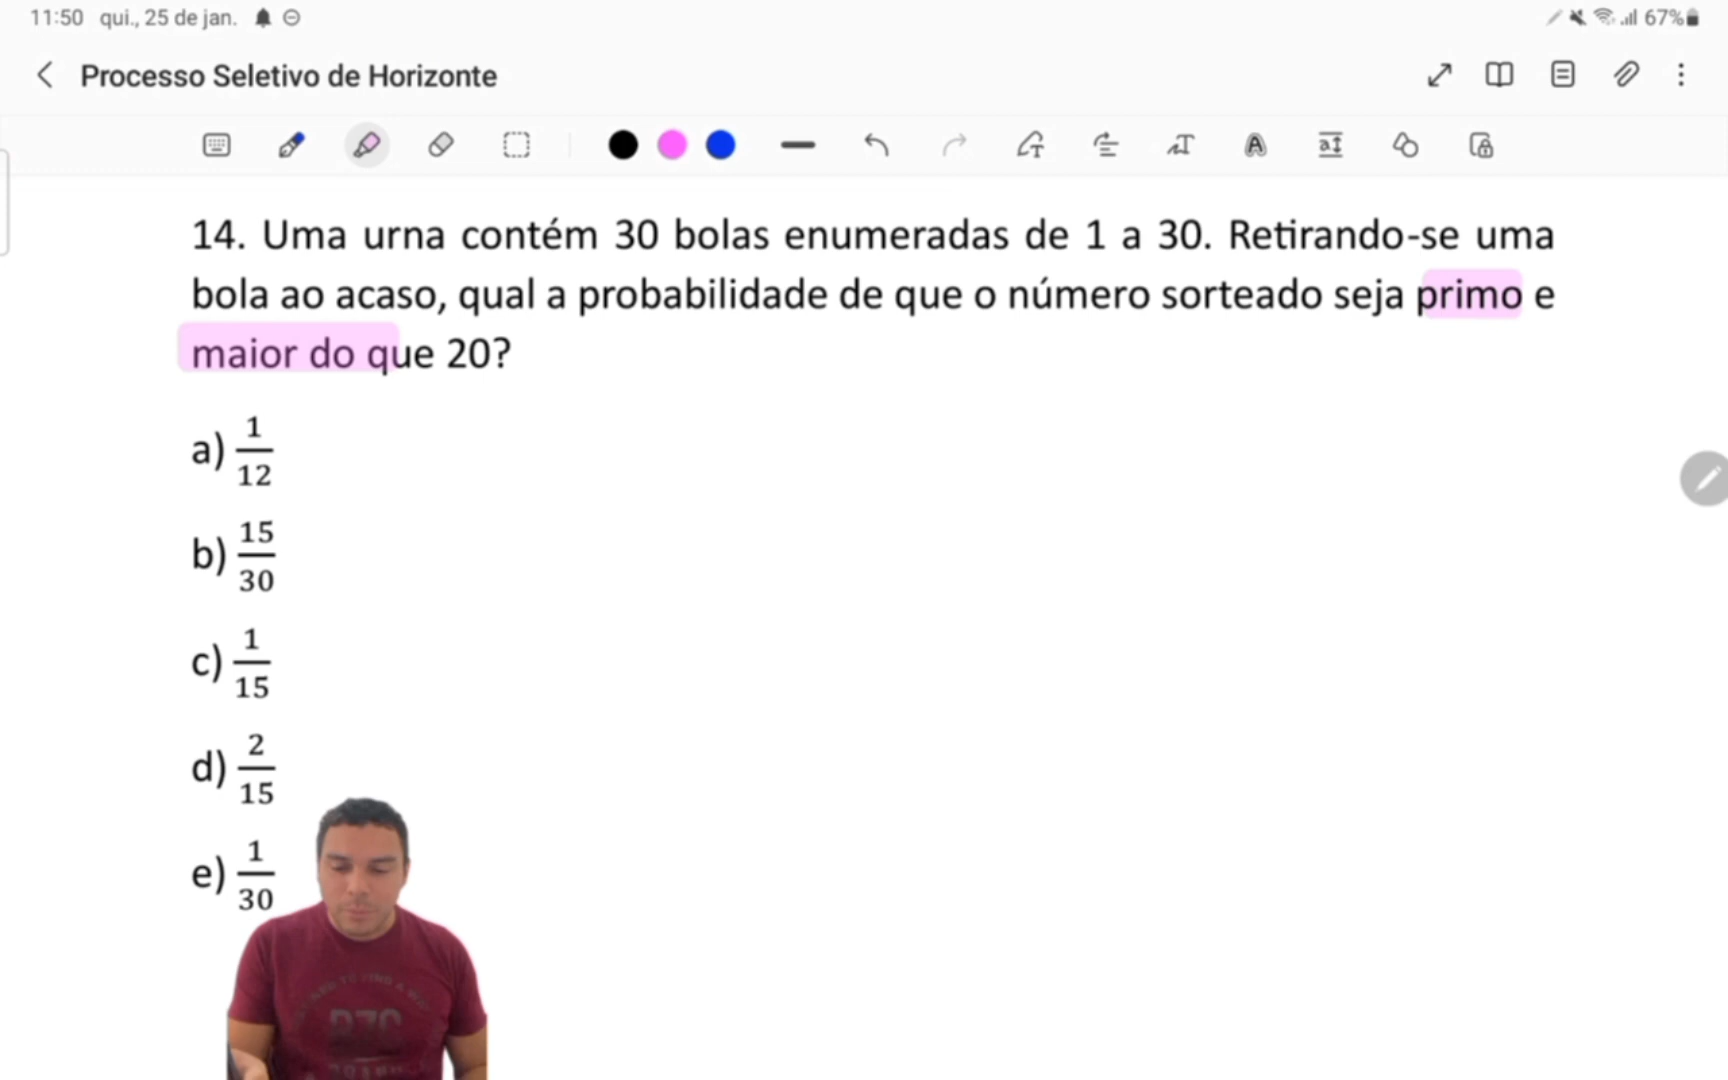 11:50 qui., 25 de jan. 67%
Processo Seletivo de Horizonte
14. Uma urna contém 30 bolas enumeradas de 1 a 30. Retirando-se uma
bola ao acaso, qual a probabilidade de que o número sorteado seja primo e
maior do que 20?
a) 1/12
b) 15/30
c) 1/15
d) 2/15
e) 1/30